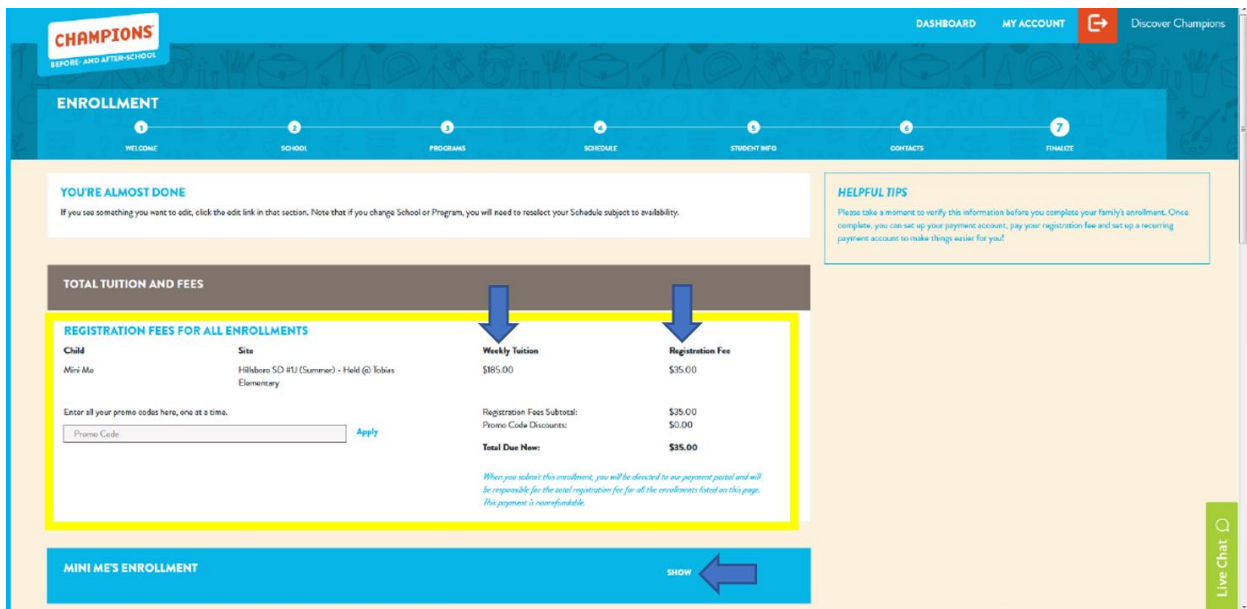 CHAMPIONS
BEFORE- AND AFTER-SCHOOL
DASHBOARD MY ACCOUNT Discover Champions
ENROLLMENT
1 2 3 4 5 6 7
WELCOME SCHOOL PROGRAMS SCHEDULE STUDENT INFO CONTACTS FINALIZE
YOU'RE ALMOST DONE
If you see something you want to edit, click the edit link in that section. Note that if you change School or Program, you will need to reselect your Schedule subject to availability.
HELPFUL TIPS
Please take a moment to verify this information before you complete your family's enrollment. Once
complete, you can set up your payment account, pay your registration fee and set up a recurring
payment account to make things easier for you!
TOTAL TUITION AND FEES
REGISTRATION FEES FOR ALL ENROLLMENTS
Child Site Weekly Tuition Registration Fee
Mini Me Hillsboro SD #1J (Summer) - Held @ Tobias $185.00 $35.00
Elementary
Enter all your promo codes here, one at a time.
Promo Code Apply
Registration Fees Subtotal: $35.00
Promo Code Discounts: $0.00
Total Due Now: $35.00
When you submit this enrollment, you will be directed to our payment portal and will
be responsible for the total registration fee for all the enrollments listed on this page.
This payment is nonrefundable.
MINI ME'S ENROLLMENT SHOW
Live Chat